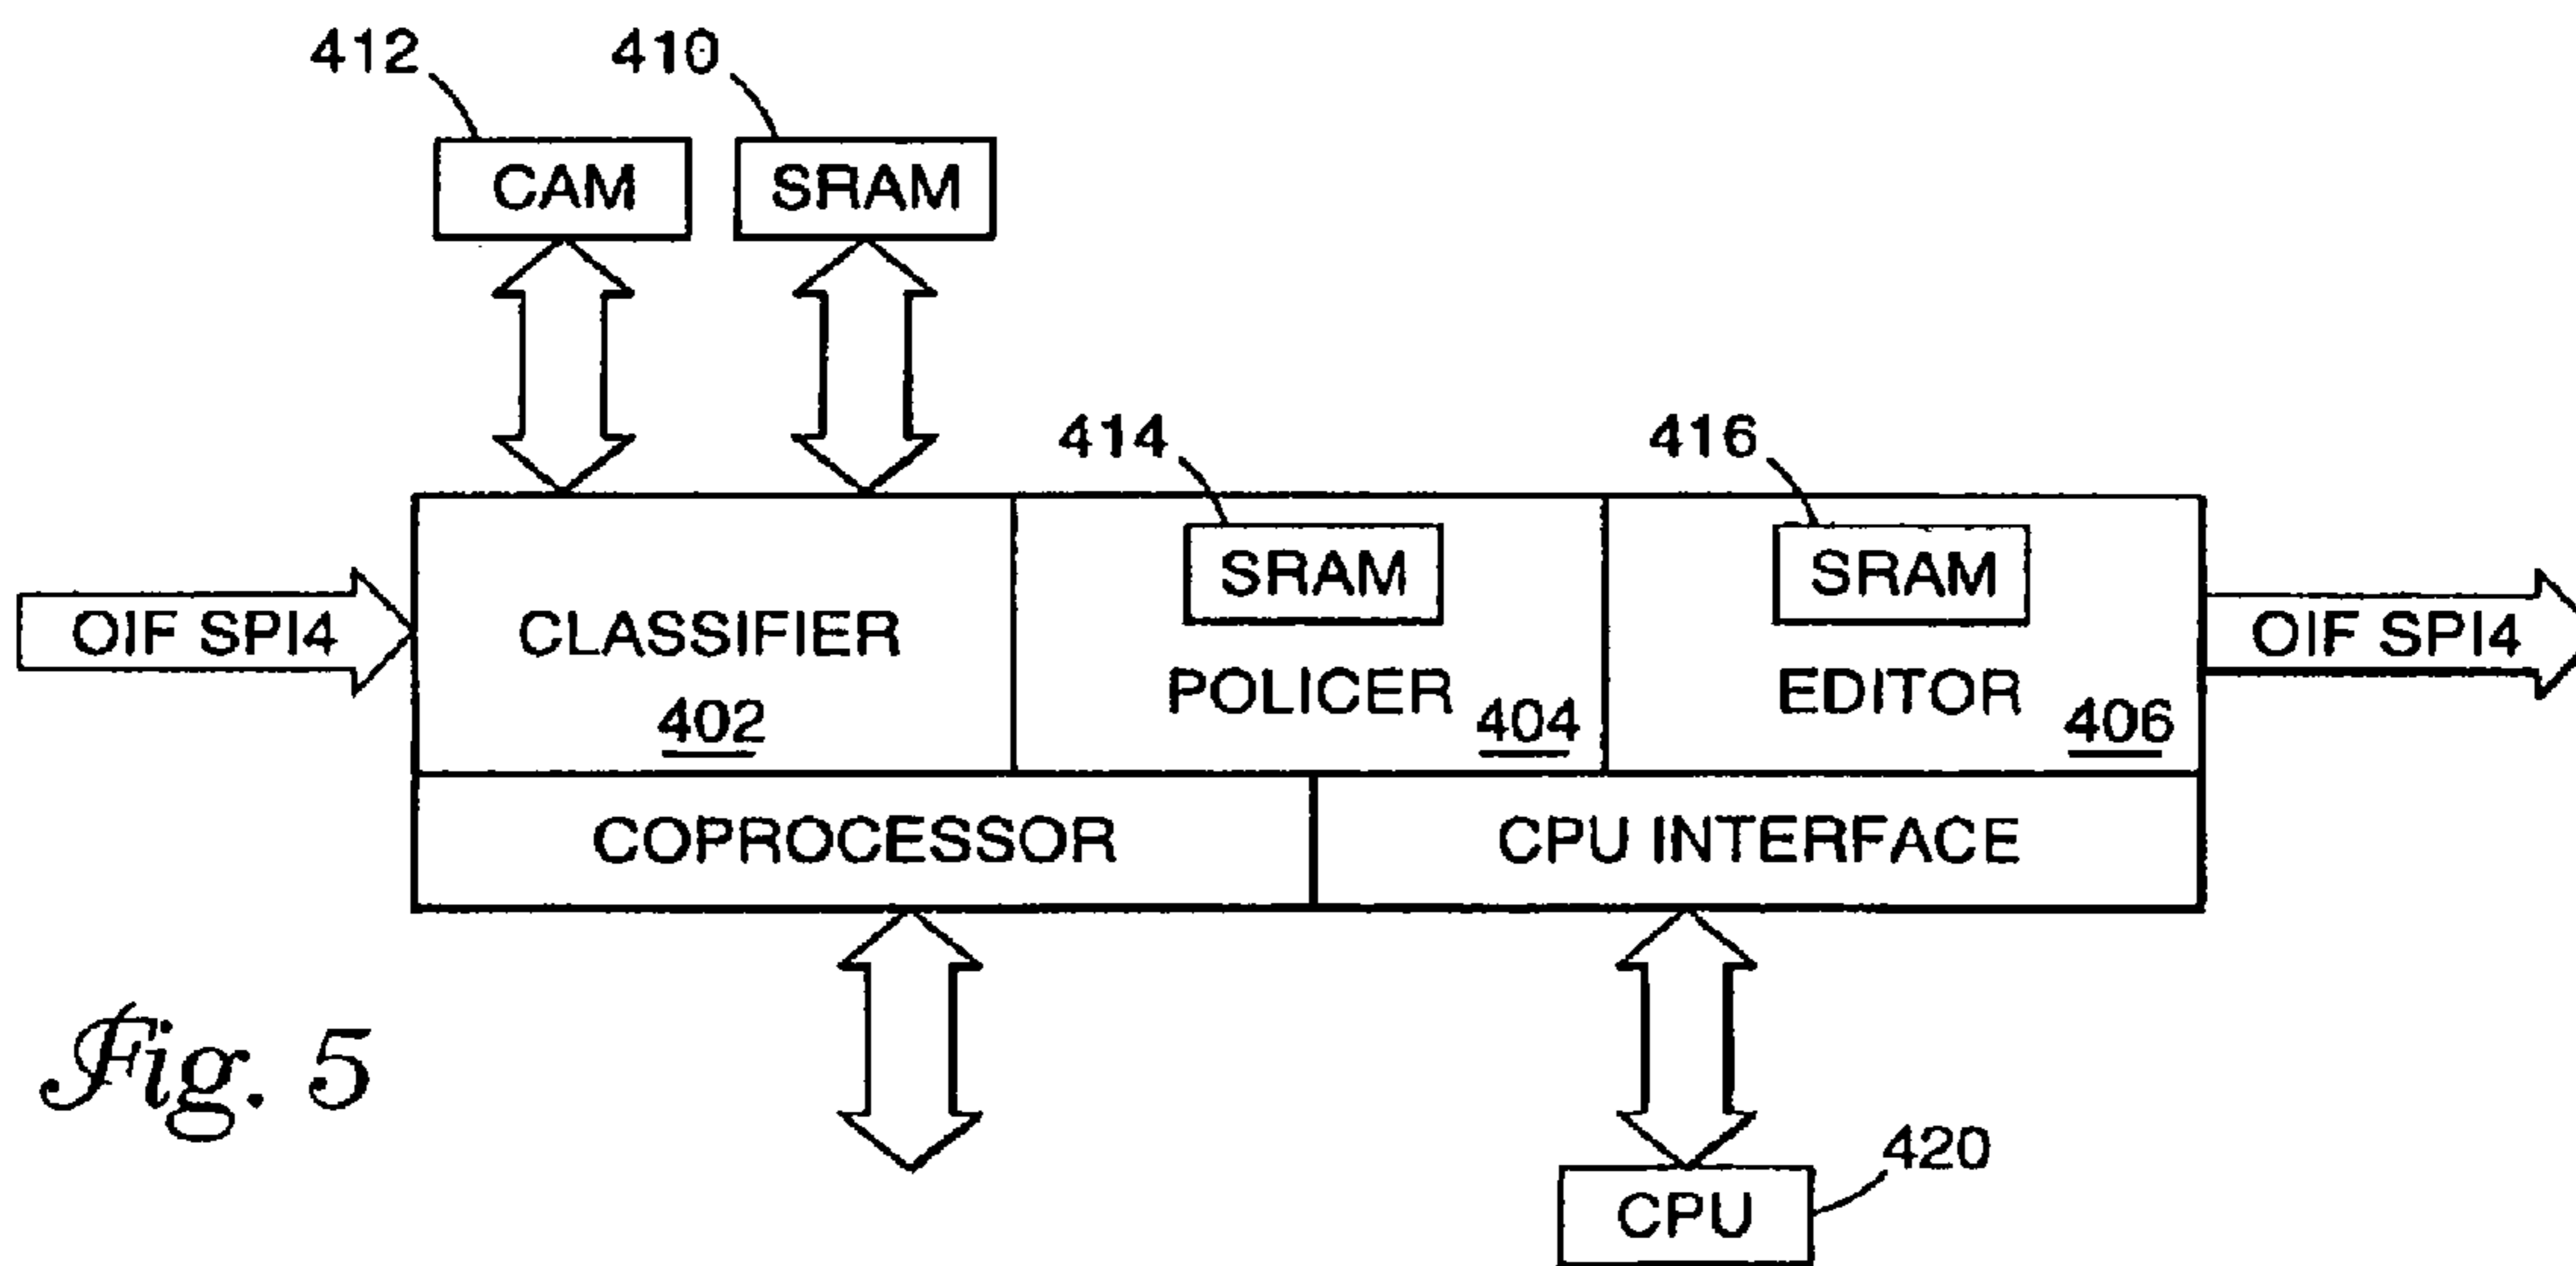 412 410
CAM SRAM
414 416
SRAM SRAM
OIF SPI4 CLASSIFIER OIF SPI4
POLICER EDITOR
402 404 406
COPROCESSOR CPU INTERFACE
Fig. 5
420
CPU